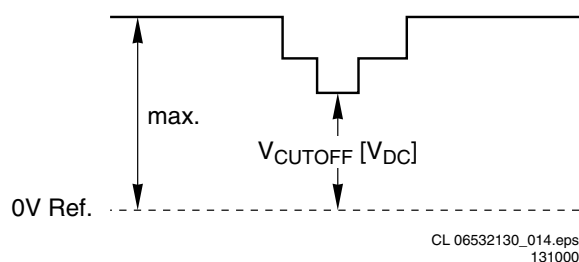 max.
VCUTOFF [VDC]
0V Ref.
CL 06532130_014.eps
131000